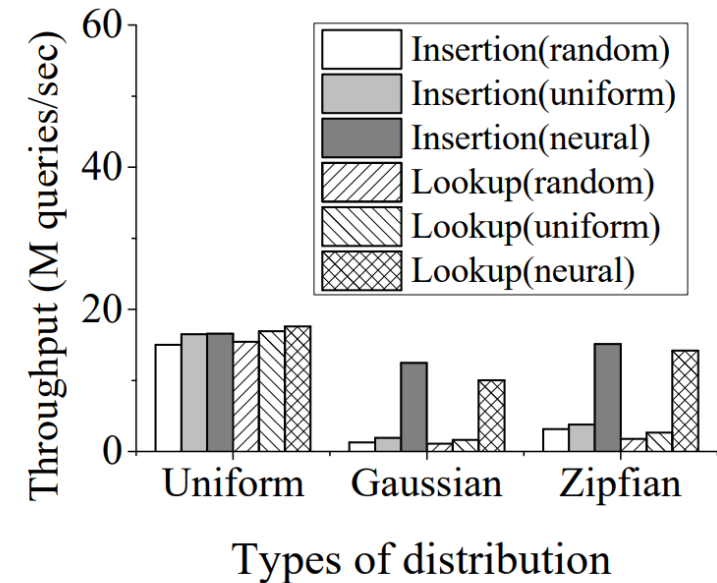 Throughput (M queries/sec)
60
40
20
0
Insertion(random)
Insertion(uniform)
Insertion(neural)
Lookup(random)
Lookup(uniform)
Lookup(neural)
Uniform Gaussian Zipfian
Types of distribution